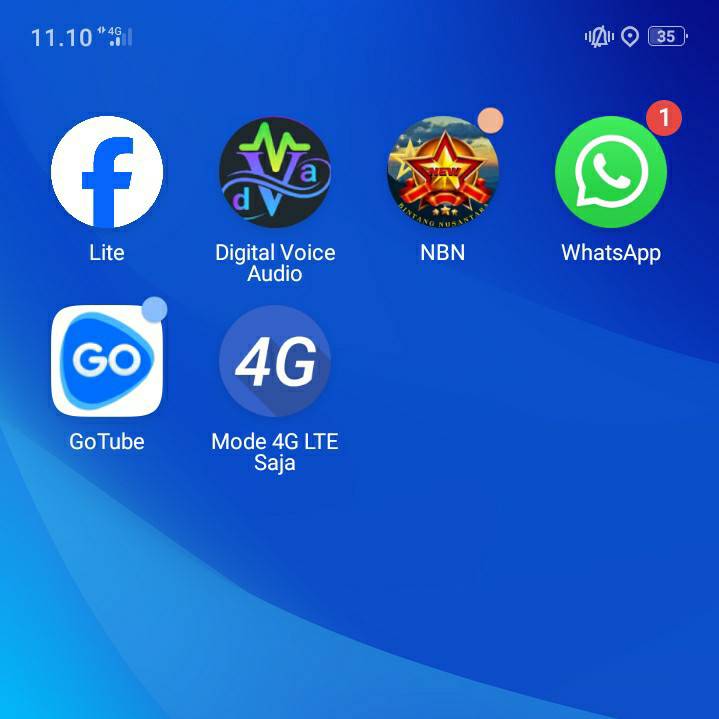 11.10 4G 35
1
Lite
Digital Voice
Audio
NBN
WhatsApp
d V a
NEW
BINTANG NUSANTARA
GO
4G
GoTube
Mode 4G LTE
Saja